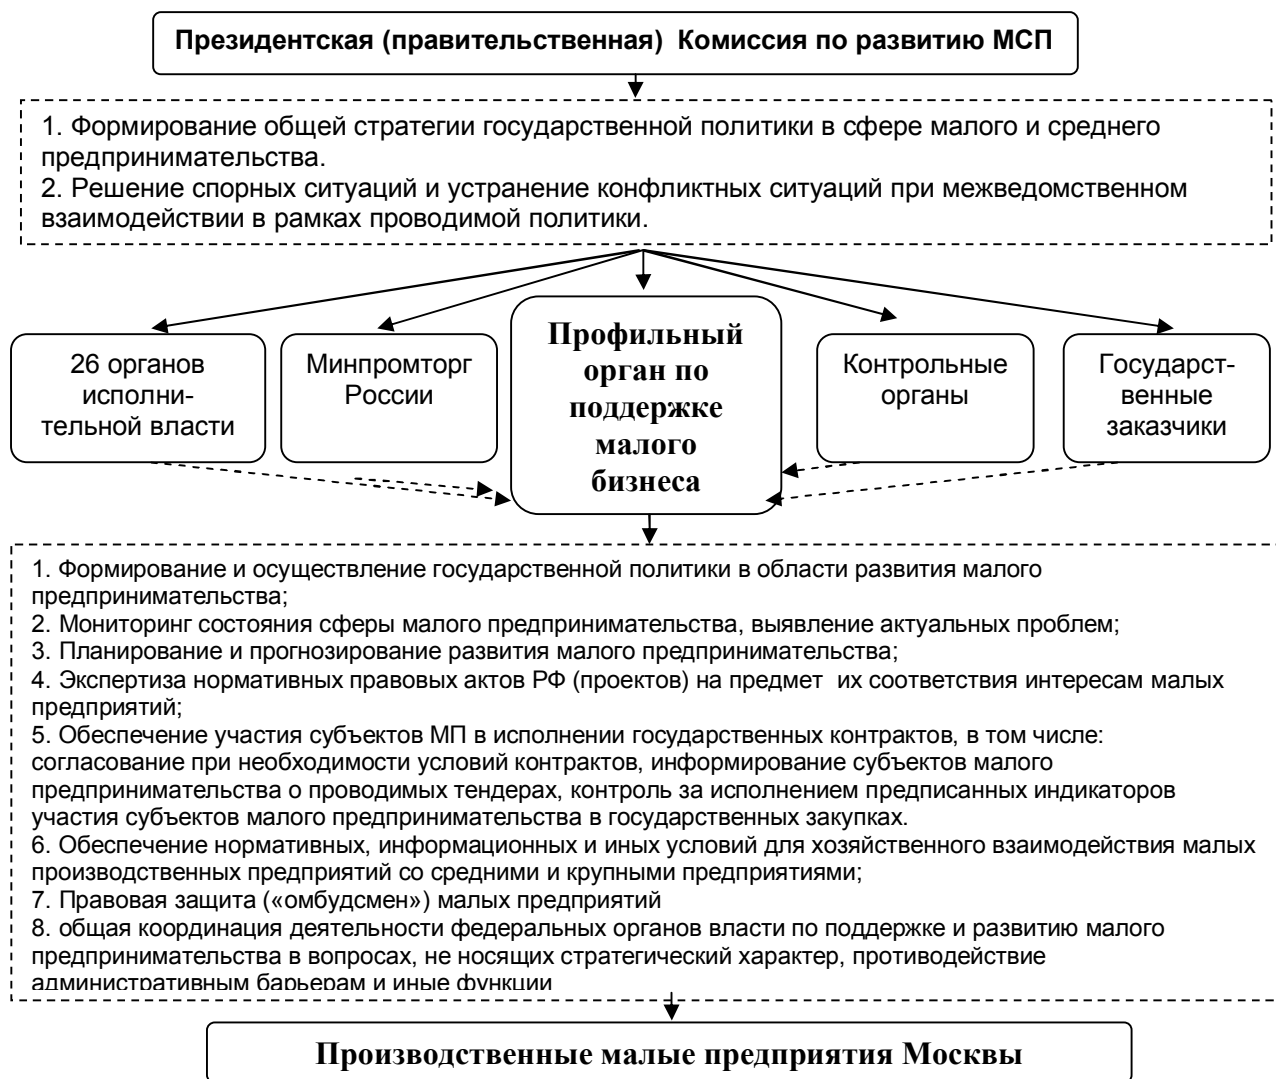 Президентская (правительственная) Комиссия по развитию МСП
1. Формирование общей стратегии государственной политики в сфере малого и среднего
предпринимательства.
2. Решение спорных ситуаций и устранение конфликтных ситуаций при межведомственном
взаимодействии в рамках проводимой политики.
26 органов
исполни-
тельной власти
Минпромторг
России
Профильный
орган по
поддержке
малого
бизнеса
Контрольные
органы
Государст-
венные
заказчики
1. Формирование и осуществление государственной политики в области развития малого
предпринимательства;
2. Мониторинг состояния сферы малого предпринимательства, выявление актуальных проблем;
3. Планирование и прогнозирование развития малого предпринимательства;
4. Экспертиза нормативных правовых актов РФ (проектов) на предмет их соответствия интересам малых
предприятий;
5. Обеспечение участия субъектов МП в исполнении государственных контрактов, в том числе:
согласование при необходимости условий контрактов, информирование субъектов малого
предпринимательства о проводимых тендерах, контроль за исполнением предписанных индикаторов
участия субъектов малого предпринимательства в государственных закупках.
6. Обеспечение нормативных, информационных и иных условий для хозяйственного взаимодействия малых
производственных предприятий со средними и крупными предприятиями;
7. Правовая защита («омбудсмен») малых предприятий
8. общая координация деятельности федеральных органов власти по поддержке и развитию малого
предпринимательства в вопросах, не носящих стратегический характер, противодействие
административным барьерам и иные функции
Производственные малые предприятия Москвы